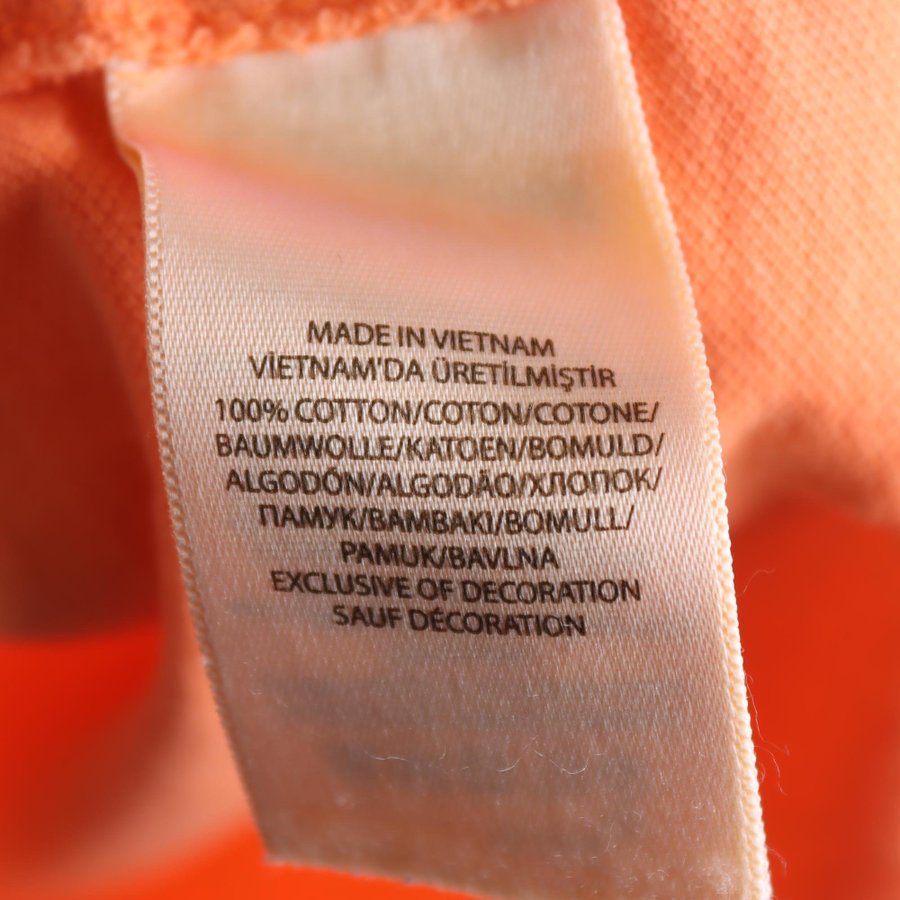 MADE IN VIETNAM
VİETNAM'DA ÜRETİLMİŞTİR
100% COTTON/COTON/COTONE/
BAUMWOLLE/KATOEN/BOMULD/
ALGODÓN/ALGODÃO/ХЛОПОК/
ПАМУК/BAMBAKI/BOMULL/
PAMUK/BAVLNA
EXCLUSIVE OF DECORATION
SAUF DÉCORATION